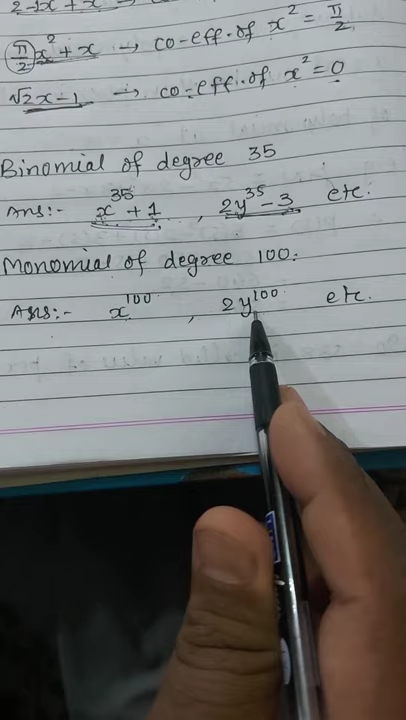 (π/2)x² + x → co-eff. of x² = π/2
√2x-1 → co-eff. of x² = 0
Binomial of degree 35
Ans:- x³⁵ + 1 , 2y³⁵ - 3 etc.
Monomial of degree 100.
Ans:- x¹⁰⁰ , 2y¹⁰⁰ etc.